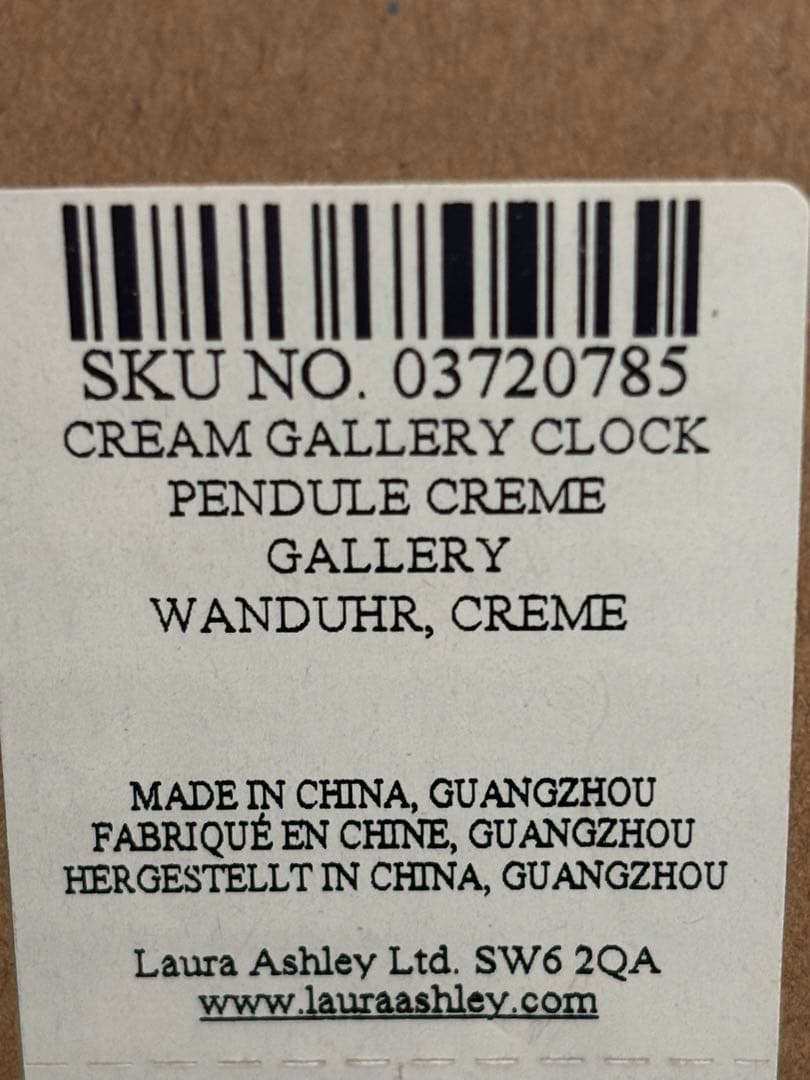 SKU NO. 03720785
CREAM GALLERY CLOCK
PENDULE CREME
GALLERY
WANDUHR, CREME
MADE IN CHINA, GUANGZHOU
FABRIQUÉ EN CHINE, GUANGZHOU
HERGESTELLT IN CHINA, GUANGZHOU
Laura Ashley Ltd. SW6 2QA
www.lauraashley.com